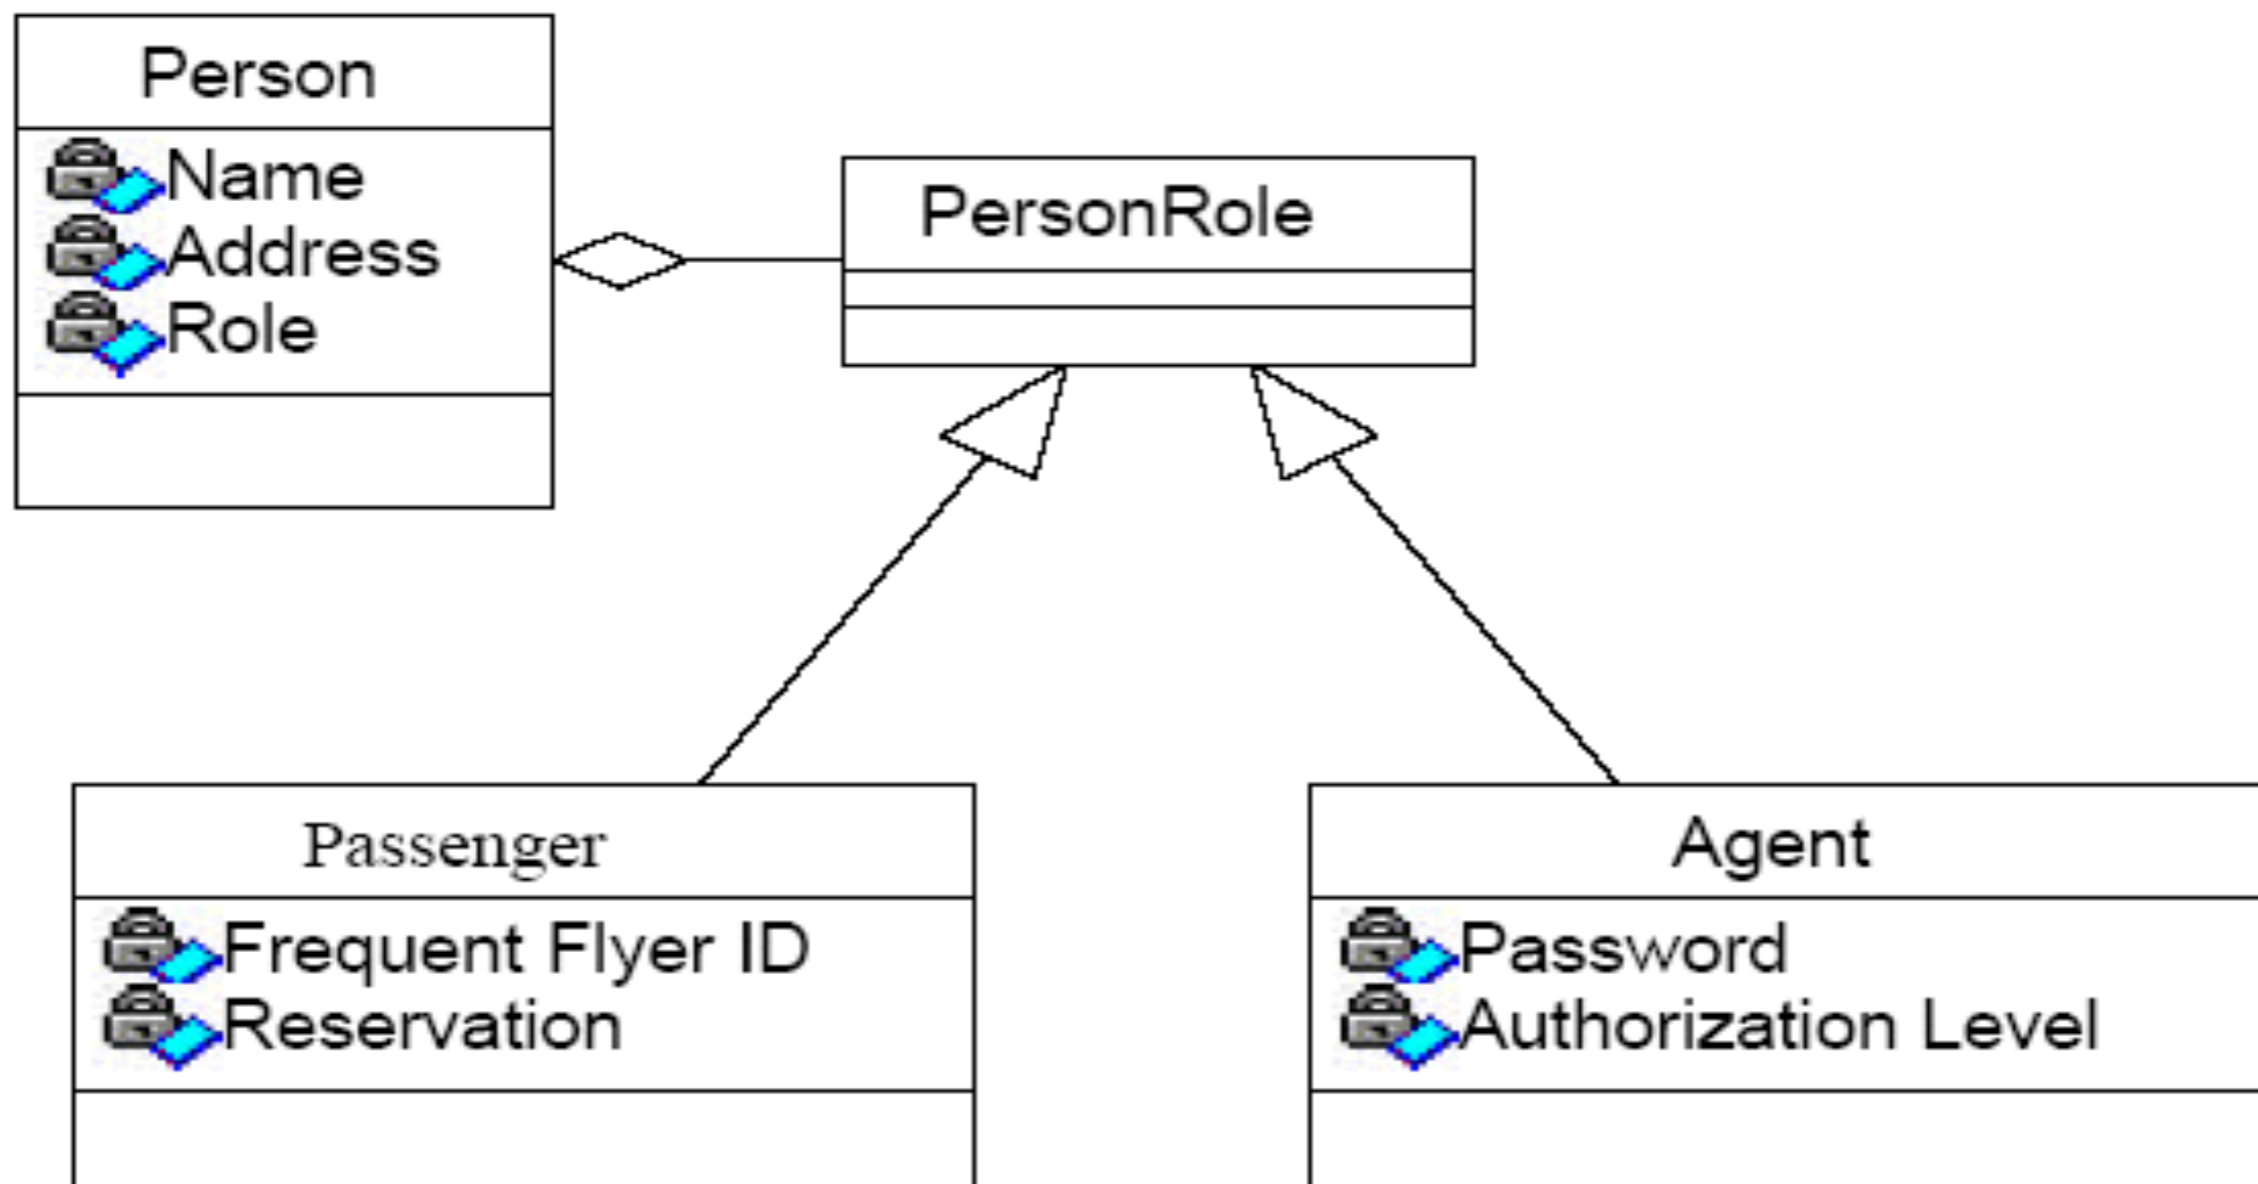 Person
Name
Address
Role
PersonRole
Passenger
Frequent Flyer ID
Reservation
Agent
Password
Authorization Level